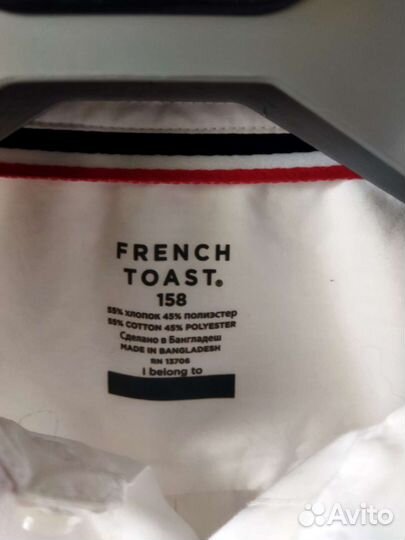 FRENCH
TOAST®
158
55% ХЛОПОК 45% ПОЛИЭСТЕР
55% COTTON 45% POLYESTER
Сделано в Бангладеш
MADE IN BANGLADESH
RN 13706
i belong to
Avito